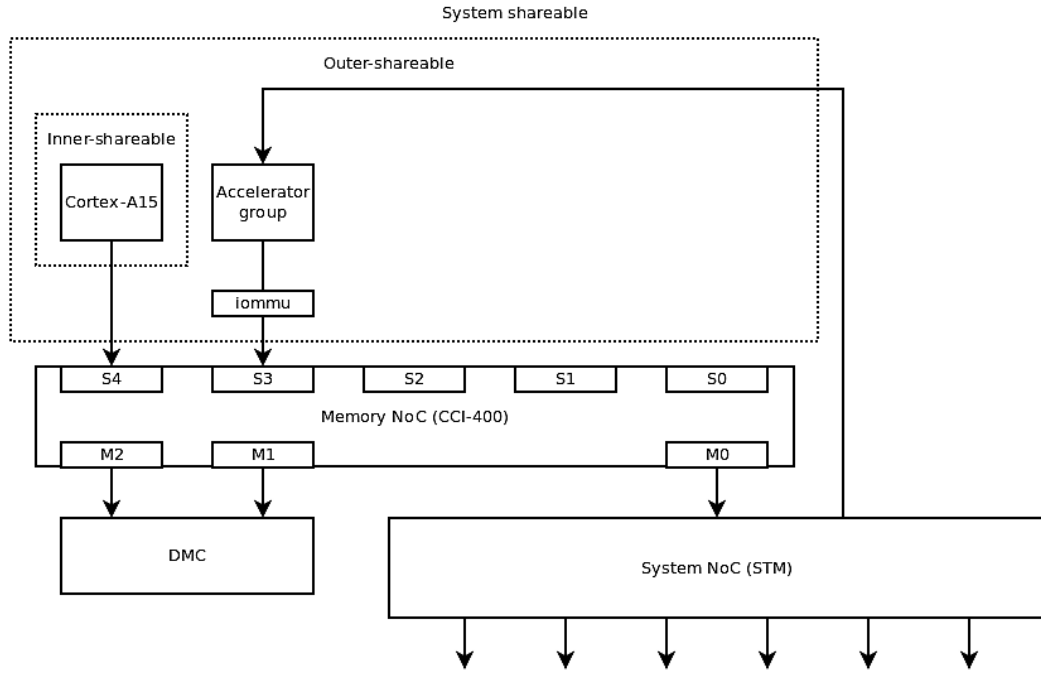 System shareable
Outer-shareable
Inner-shareable
Cortex-A15
Accelerator
group
iommu
S4
S3
S2
S1
S0
Memory NoC (CCI-400)
M2
M1
M0
DMC
System NoC (STM)